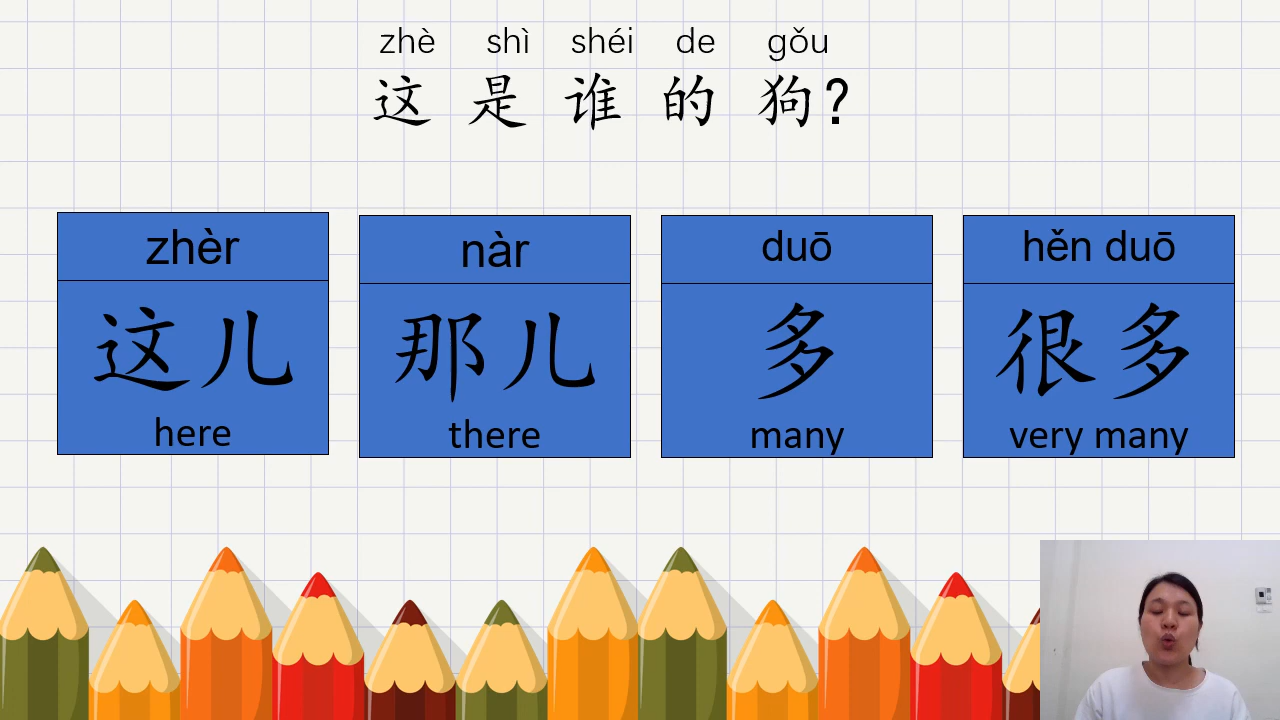 zhè shì shéi de gǒu
这 是 谁 的 狗?
zhèr
这儿
here
nàr
那儿
there
duō
多
many
hěn duō
很多
very many